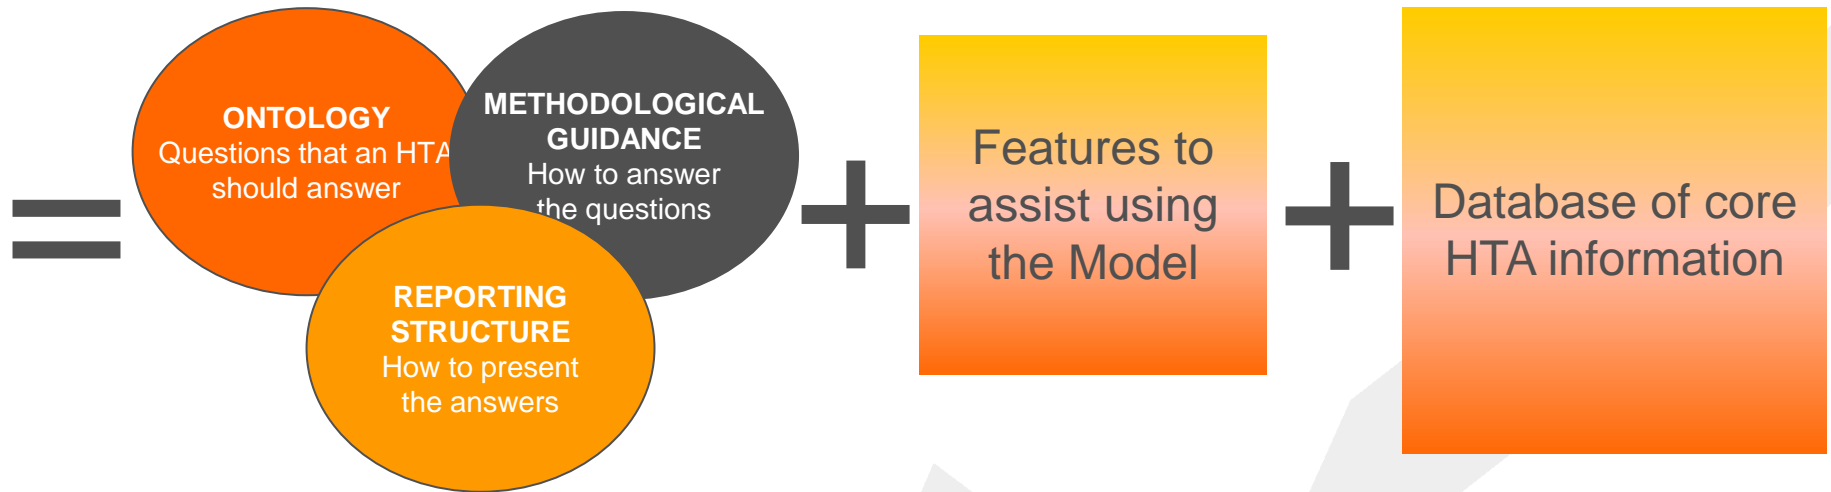 =
ONTOLOGY
Questions that an HTA
should answer
METHODOLOGICAL
GUIDANCE
How to answer
the questions
REPORTING
STRUCTURE
How to present
the answers
+
Features to
assist using
the Model
+
Database of core
HTA information